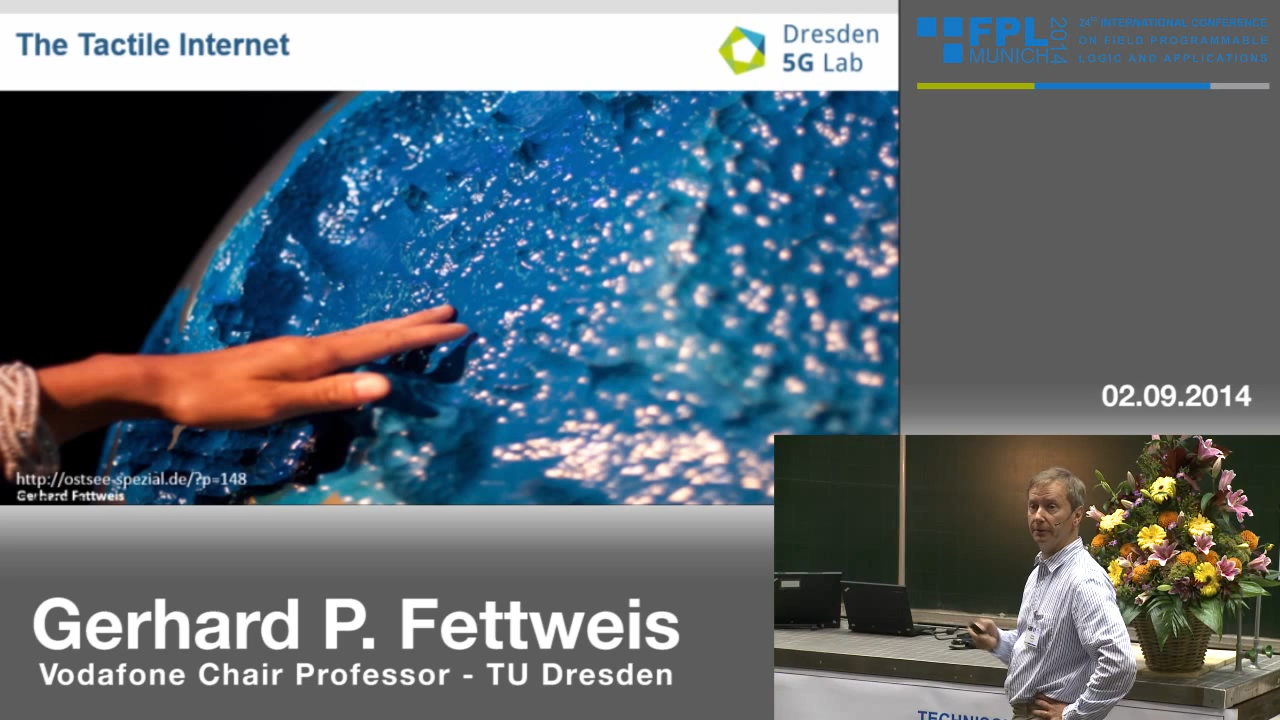 The Tactile Internet
Dresden
5G Lab
FPL
MUNICH
2014
24th INTERNATIONAL CONFERENCE
ON FIELD PROGRAMMABLE
LOGIC AND APPLICATIONS
http://ostsee-spezial.de/?p=148
Gerhard Fettweis
02.09.2014
Gerhard P. Fettweis
Vodafone Chair Professor - TU Dresden